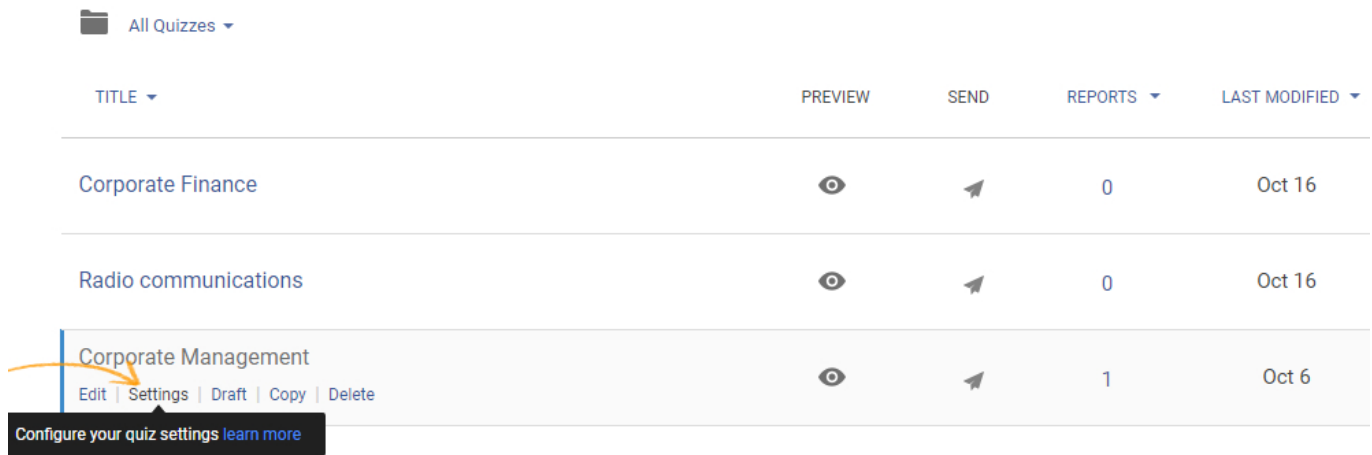 All Quizzes
TITLE PREVIEW SEND REPORTS LAST MODIFIED
Corporate Finance 0 Oct 16
Radio communications 0 Oct 16
Corporate Management 1 Oct 6
Edit | Settings | Draft | Copy | Delete
Configure your quiz settings learn more